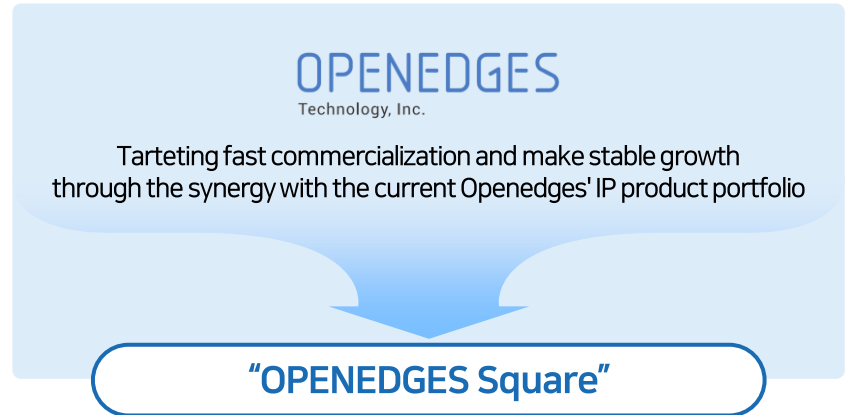 OPENEDGES
Technology, Inc.
Tarteting fast commercialization and make stable growth
through the synergy with the current Openedges' IP product portfolio
“OPENEDGES Square”